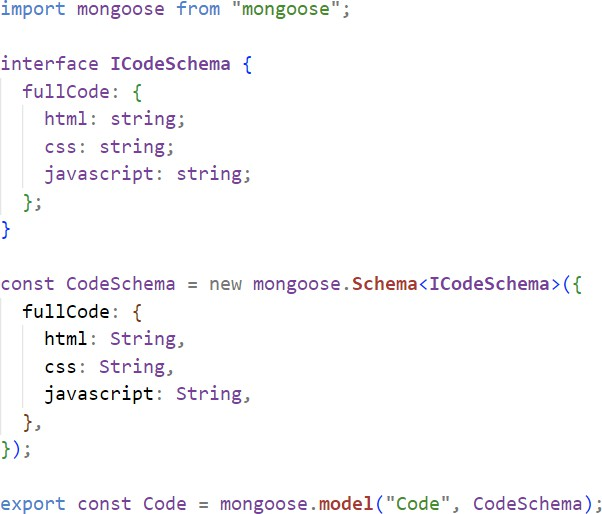 import mongoose from "mongoose";
interface ICodeSchema {
  fullCode: {
    html: string;
    css: string;
    javascript: string;
  };
}
const CodeSchema = new mongoose.Schema<ICodeSchema>({
  fullCode: {
    html: String,
    css: String,
    javascript: String,
  },
});
export const Code = mongoose.model("Code", CodeSchema);